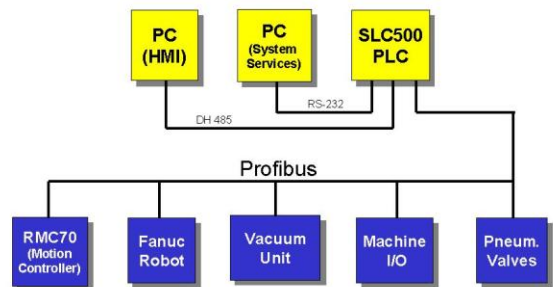 PC
(HMI)
PC
(System
Services)
SLC500
PLC
RS-232
DH 485
Profibus
RMC70
(Motion
Controller)
Fanuc
Robot
Vacuum
Unit
Machine
I/O
Pneum.
Valves